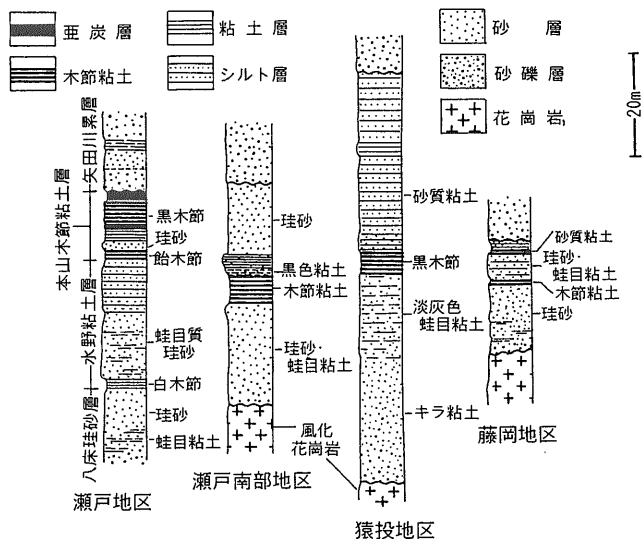 亜炭層
粘土層
木節粘土
シルト層
砂層
砂礫層
花崗岩
20m
矢田川累層
本山木節粘土層
水野粘土層
八床珪砂層
黒木節
珪砂
飴木節
蛙目質
珪砂
白木節
珪砂
蛙目粘土
瀬戸地区
珪砂
黒色粘土
木節粘土
珪砂・
蛙目粘土
風化
花崗岩
瀬戸南部地区
砂質粘土
黒木節
淡灰色
蛙目粘土
キラ粘土
猿投地区
砂質粘土
珪砂・
蛙目粘土
木節粘土
珪砂
藤岡地区